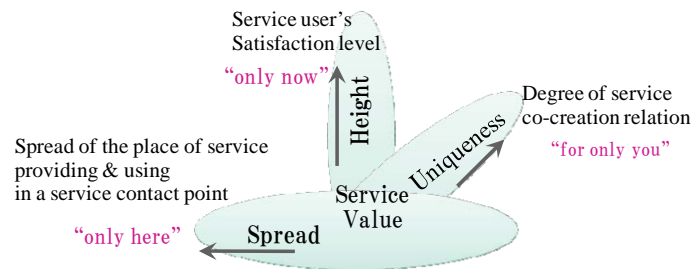 Service user's
Satisfaction level
“only now”
Height
Degree of service
co-creation relation
“for only you”
Uniqueness
Spread of the place of service
providing & using
in a service contact point
“only here”
Service
Value
Spread